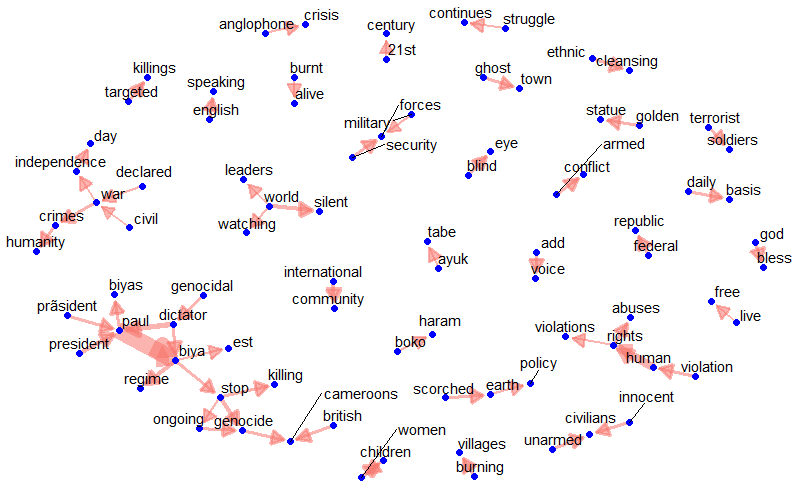 anglophone
crisis
century
21st
continues
struggle
killings
targeted
speaking
english
burnt
alive
ghost
town
ethnic
cleansing
forces
military
security
statue
golden
terrorist
soldiers
day
independence
declared
war
crimes
civil
humanity
leaders
world
watching
silent
eye
blind
armed
conflict
daily
basis
tabe
ayuk
add
voice
republic
federal
god
bless
biyas
genocidal
prãsident
paul
dictator
president
biya
est
regime
international
community
haram
boko
abuses
violations
rights
human
violation
free
live
stop
killing
ongoing
genocide
cameroons
british
scorched
earth
policy
innocent
civilians
unarmed
women
children
villages
burning